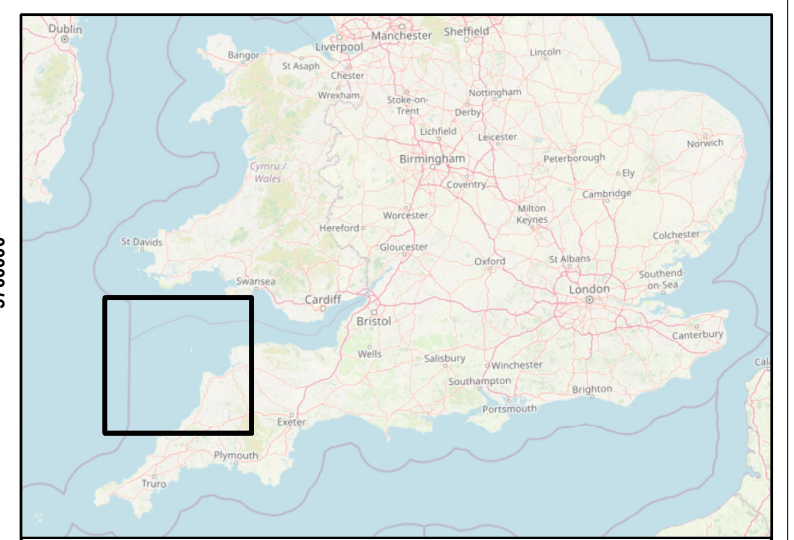 Dublin
Manchester
Sheffield
Liverpool
Bangor
Lincoln
St Asaph
Chester
Wrexham
Stoke-on-
Trent
Nottingham
Derby
Lichfield
Leicester
Norwich
Birmingham
Peterborough
Cymru /
Wales
Ely
Coventry
Cambridge
Worcester
Milton
Keynes
Hereford
St Davids
Gloucester
Colchester
Oxford
St Albans
Swansea
Southend-
on-Sea
London
Cardiff
Bristol
Canterbury
Wells
Salisbury
Winchester
Cal
Southampton
Brighton
Portsmouth
Exeter
Plymouth
Truro